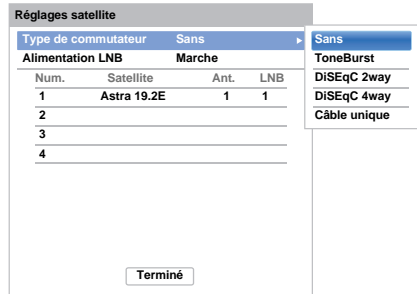 Réglages satellite
Type de commutateur Sans
Alimentation LNB Marche
Num. Satellite Ant. LNB
1 Astra 19.2E 1 1
2
3
4
Terminé
Sans
ToneBurst
DiSEqC 2way
DiSEqC 4way
Câble unique